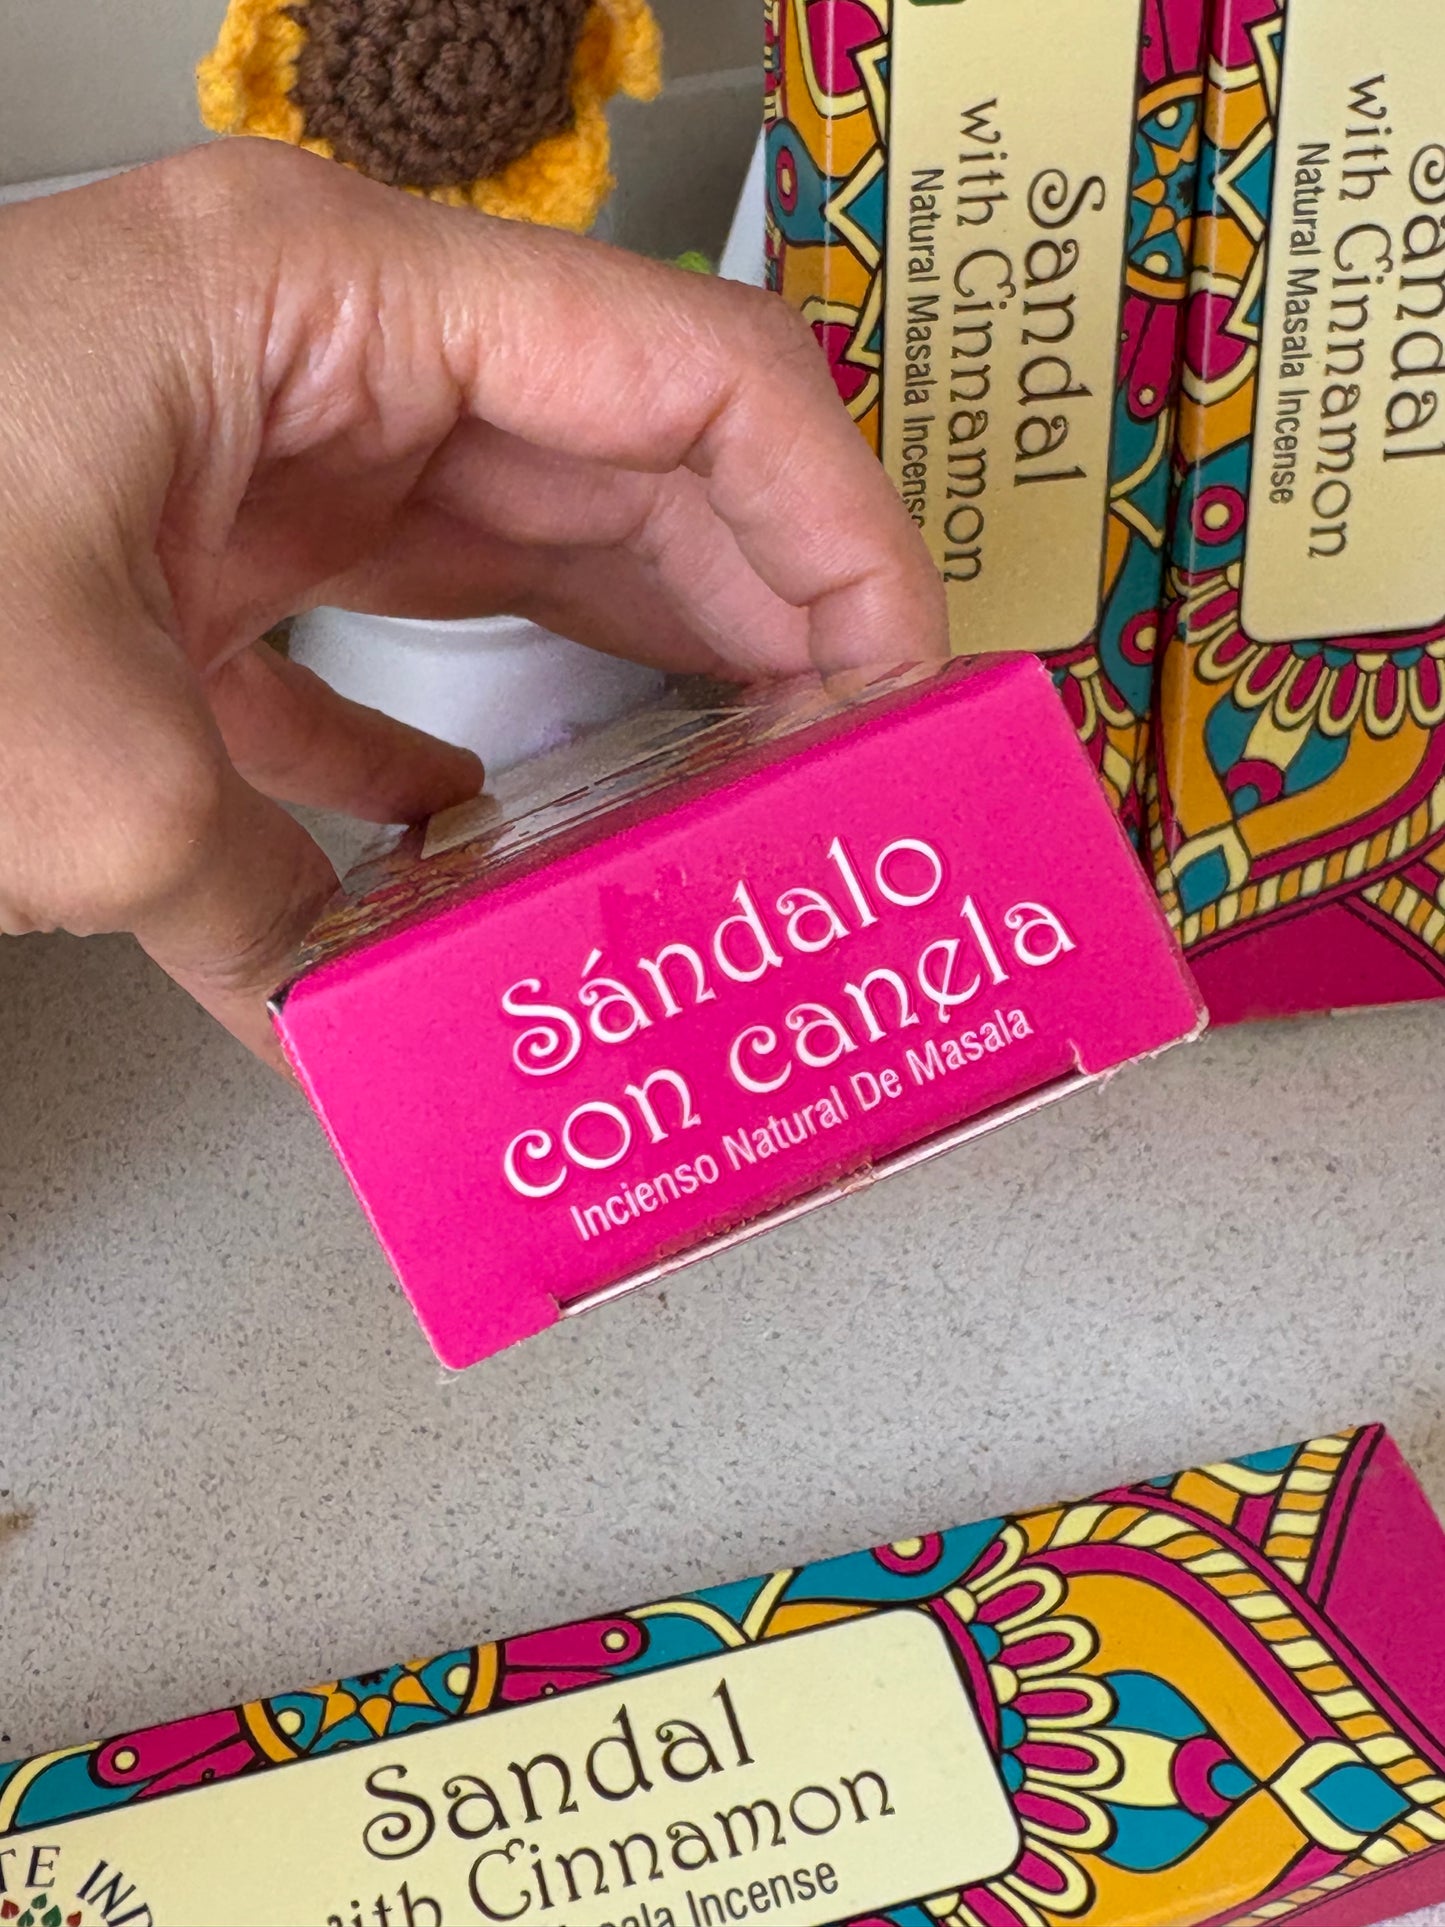 Sandal
with Cinnamon
Natural Masala Incense
Sandal
with Cinnamon
Natural Masala Incense
Sándalo
con canela
Incienso Natural De Masala
Sandal
with Cinnamon
Masala Incense